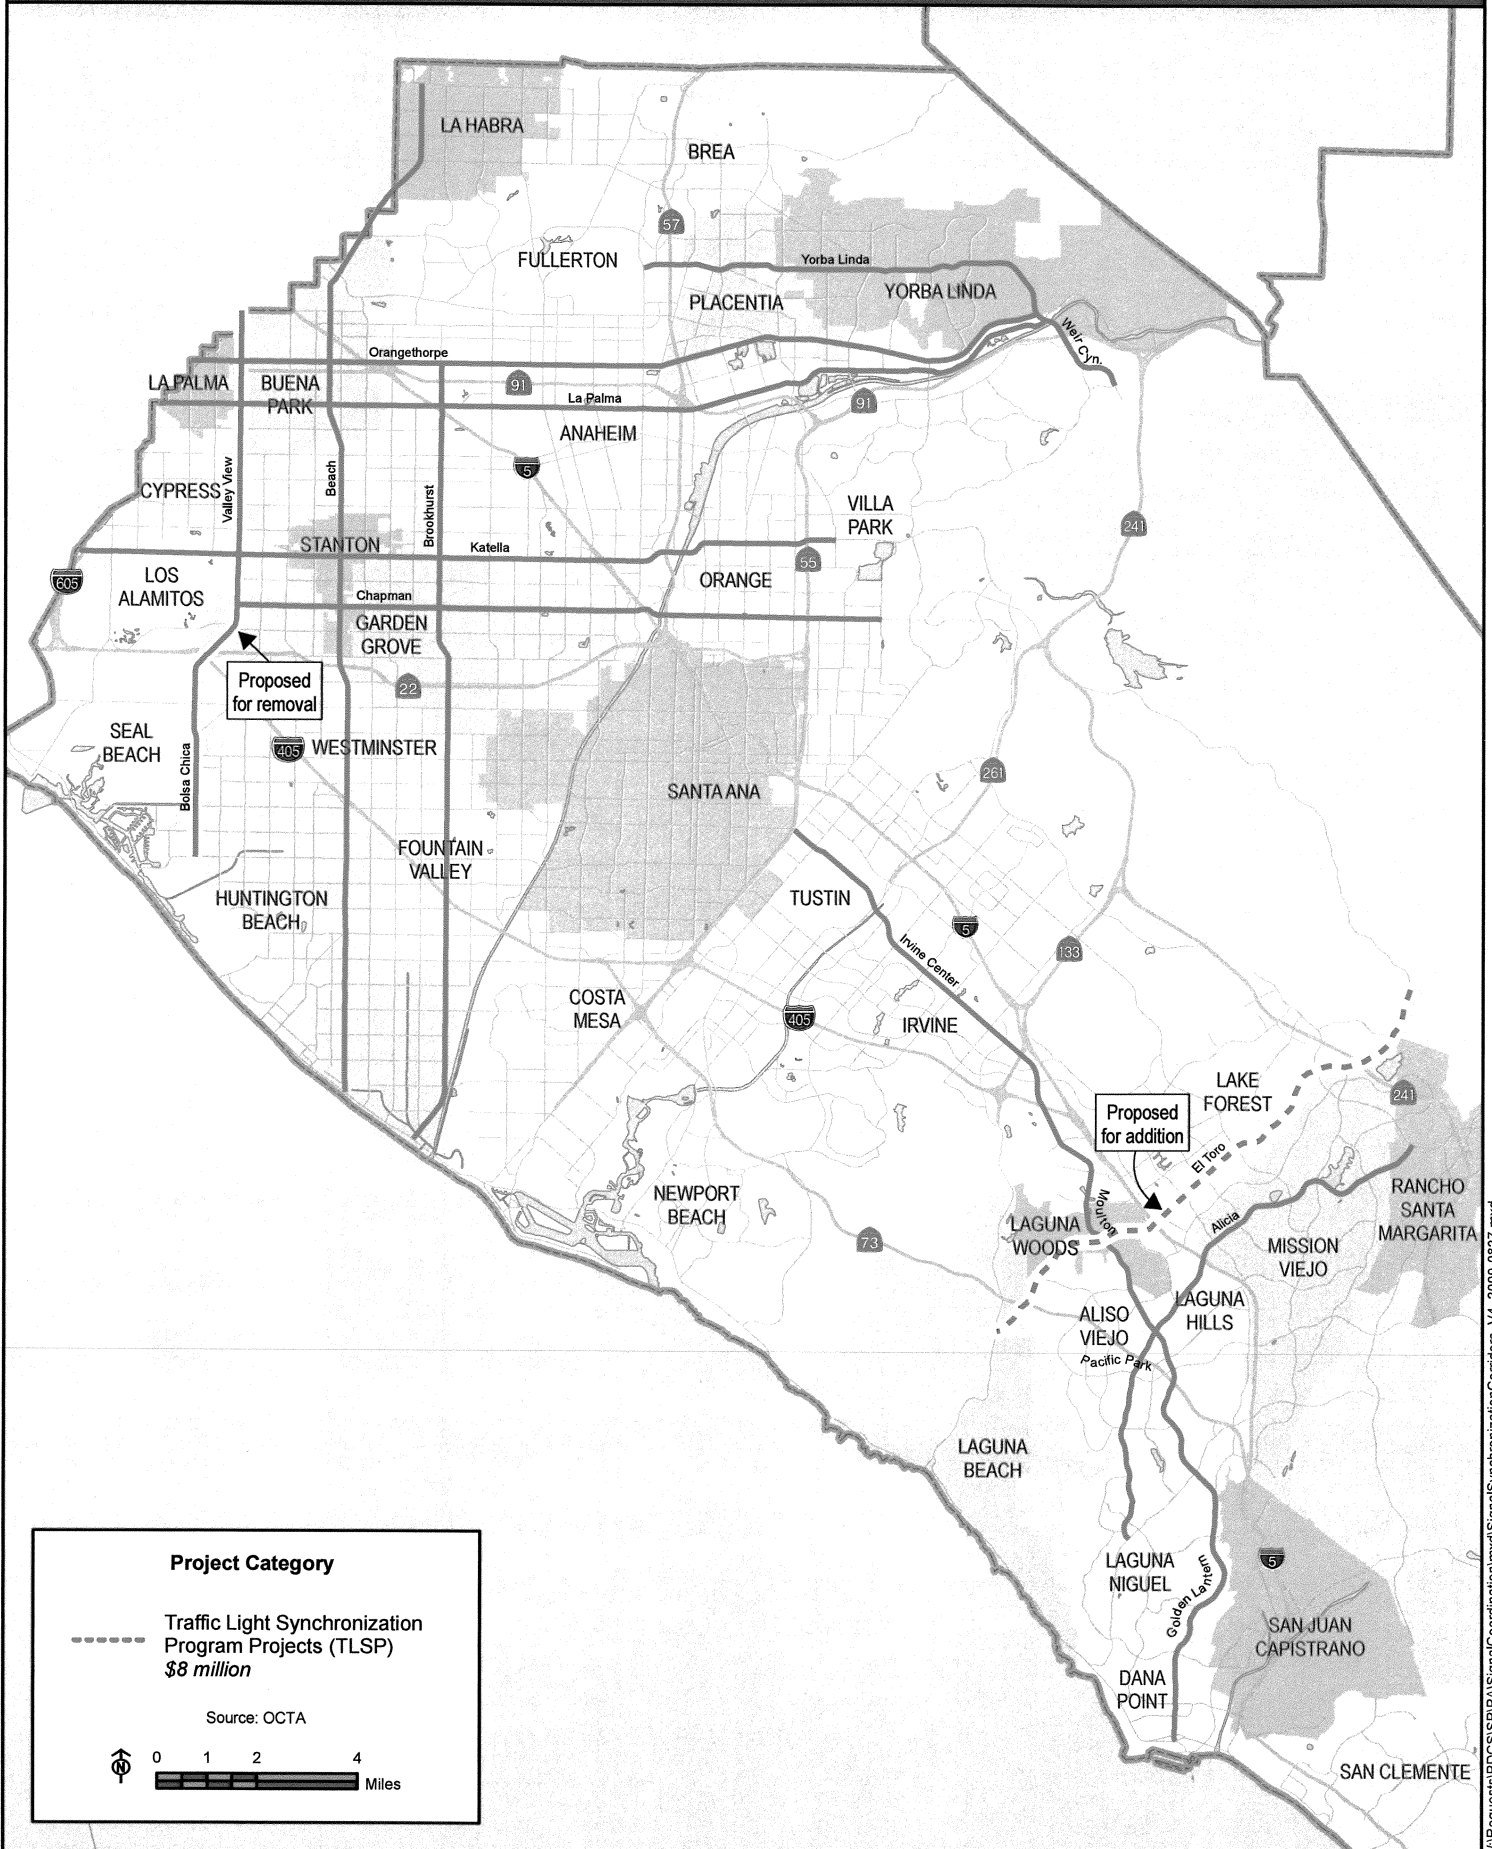 LA HABRA
BREA
57
FULLERTON
Yorba Linda
YORBA LINDA
PLACENTIA
Weir Cyn.
Orangethorpe
LA PALMA
BUENA
PARK
91
La Palma
91
ANAHEIM
5
CYPRESS
Valley View
Beach
Brookhurst
VILLA
PARK
241
STANTON
Katella
55
605
LOS
ALAMITOS
ORANGE
Chapman
GARDEN
GROVE
Proposed
for removal
22
SEAL
BEACH
405
WESTMINSTER
Bolsa Chica
261
SANTA ANA
FOUNTAIN
VALLEY
HUNTINGTON
BEACH
TUSTIN
5
Irvine Center
133
COSTA
MESA
405
IRVINE
LAKE
FOREST
241
Proposed
for addition
El Toro
NEWPORT
BEACH
Moulton
LAGUNA
WOODS
Alicia
RANCHO
SANTA
MARGARITA
73
MISSION
VIEJO
ALISO
VIEJO
LAGUNA
HILLS
Pacific Park
LAGUNA
BEACH
LAGUNA
NIGUEL
Golden Lantern
5
SAN JUAN
CAPISTRANO
DANA
POINT
SAN CLEMENTE
Project Category
Traffic Light Synchronization
Program Projects (TLSP)
$8 million
Source: OCTA
N
0 1 2 4
Miles